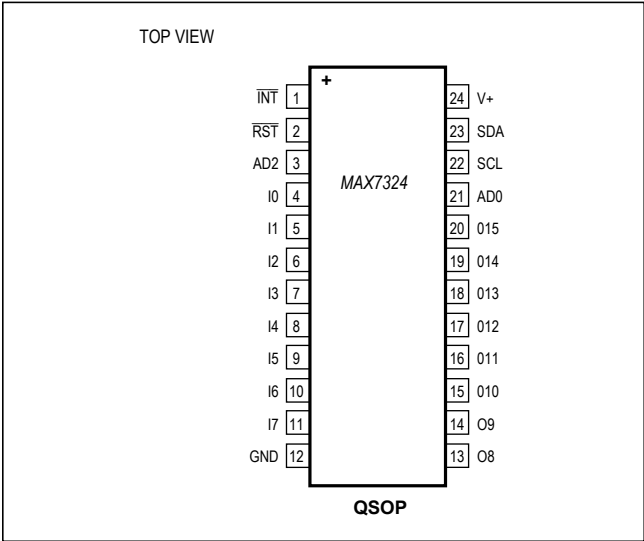 TOP VIEW
+
I̅N̅T̅ 1 24 V+
R̅S̅T̅ 2 23 SDA
AD2 3 22 SCL
MAX7324
I0 4 21 AD0
I1 5 20 015
I2 6 19 014
I3 7 18 013
I4 8 17 012
I5 9 16 011
I6 10 15 010
I7 11 14 O9
GND 12 13 O8
QSOP